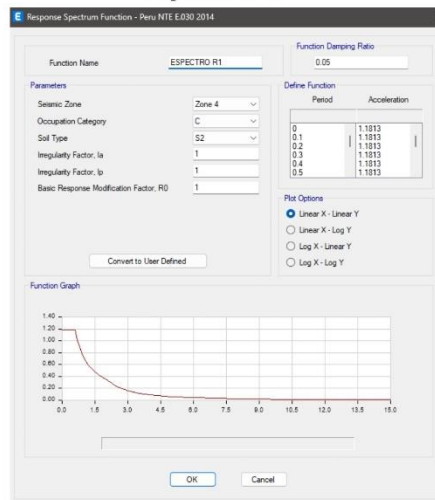 E Response Spectrum Function - Peru NTE E.030 2014
Function Name
ESPECTRO R1
Function Damping Ratio
0.05
Parameters
Seismic Zone
Zone 4
Occupation Category
C
Soil Type
S2
Irregularity Factor, Ia
1
Irregularity Factor, Ip
1
Basic Response Modification Factor, R0
1
Convert to User Defined
Define Function
Period Acceleration
0 1.1813
0.1 1.1813
0.2 1.1813
0.3 1.1813
0.4 1.1813
0.5 1.1813
Plot Options
Linear X - Linear Y
Linear X - Log Y
Log X - Linear Y
Log X - Log Y
Function Graph
1.40
1.20
1.00
0.80
0.60
0.40
0.20
0.00
0.0 1.5 3.0 4.5 6.0 7.5 9.0 10.5 12.0 13.5 15.0
OK Cancel